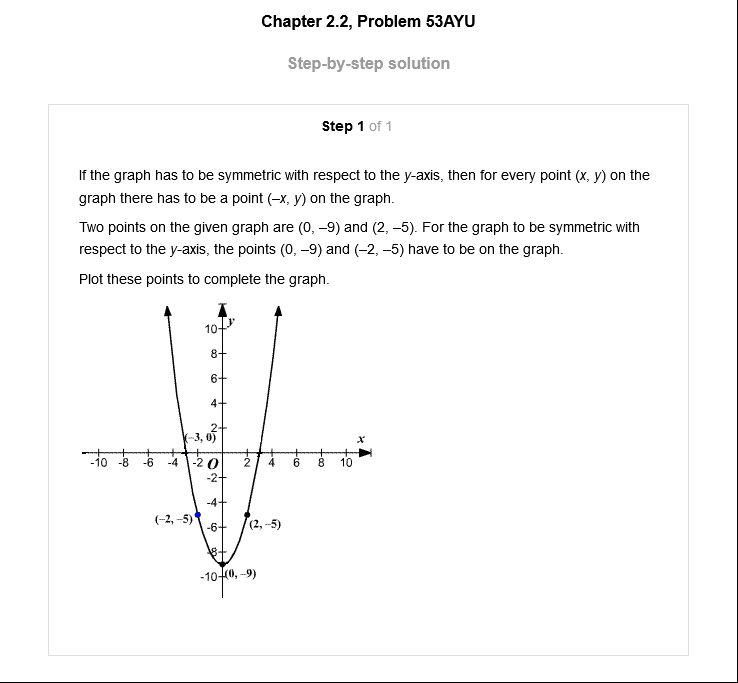 Chapter 2.2, Problem 53AYU
Step-by-step solution
Step 1 of 1
If the graph has to be symmetric with respect to the y-axis, then for every point (x, y) on the
graph there has to be a point (–x, y) on the graph.
Two points on the given graph are (0, –9) and (2, –5). For the graph to be symmetric with
respect to the y-axis, the points (0, –9) and (–2, –5) have to be on the graph.
Plot these points to complete the graph.
y
10
8
6
4
2
(–3, 0)
x
-10 -8 -6 -4 -2 O 2 4 6 8 10
-2
-4
(–2, –5)
-6
(2, –5)
-8
-10
(0, –9)